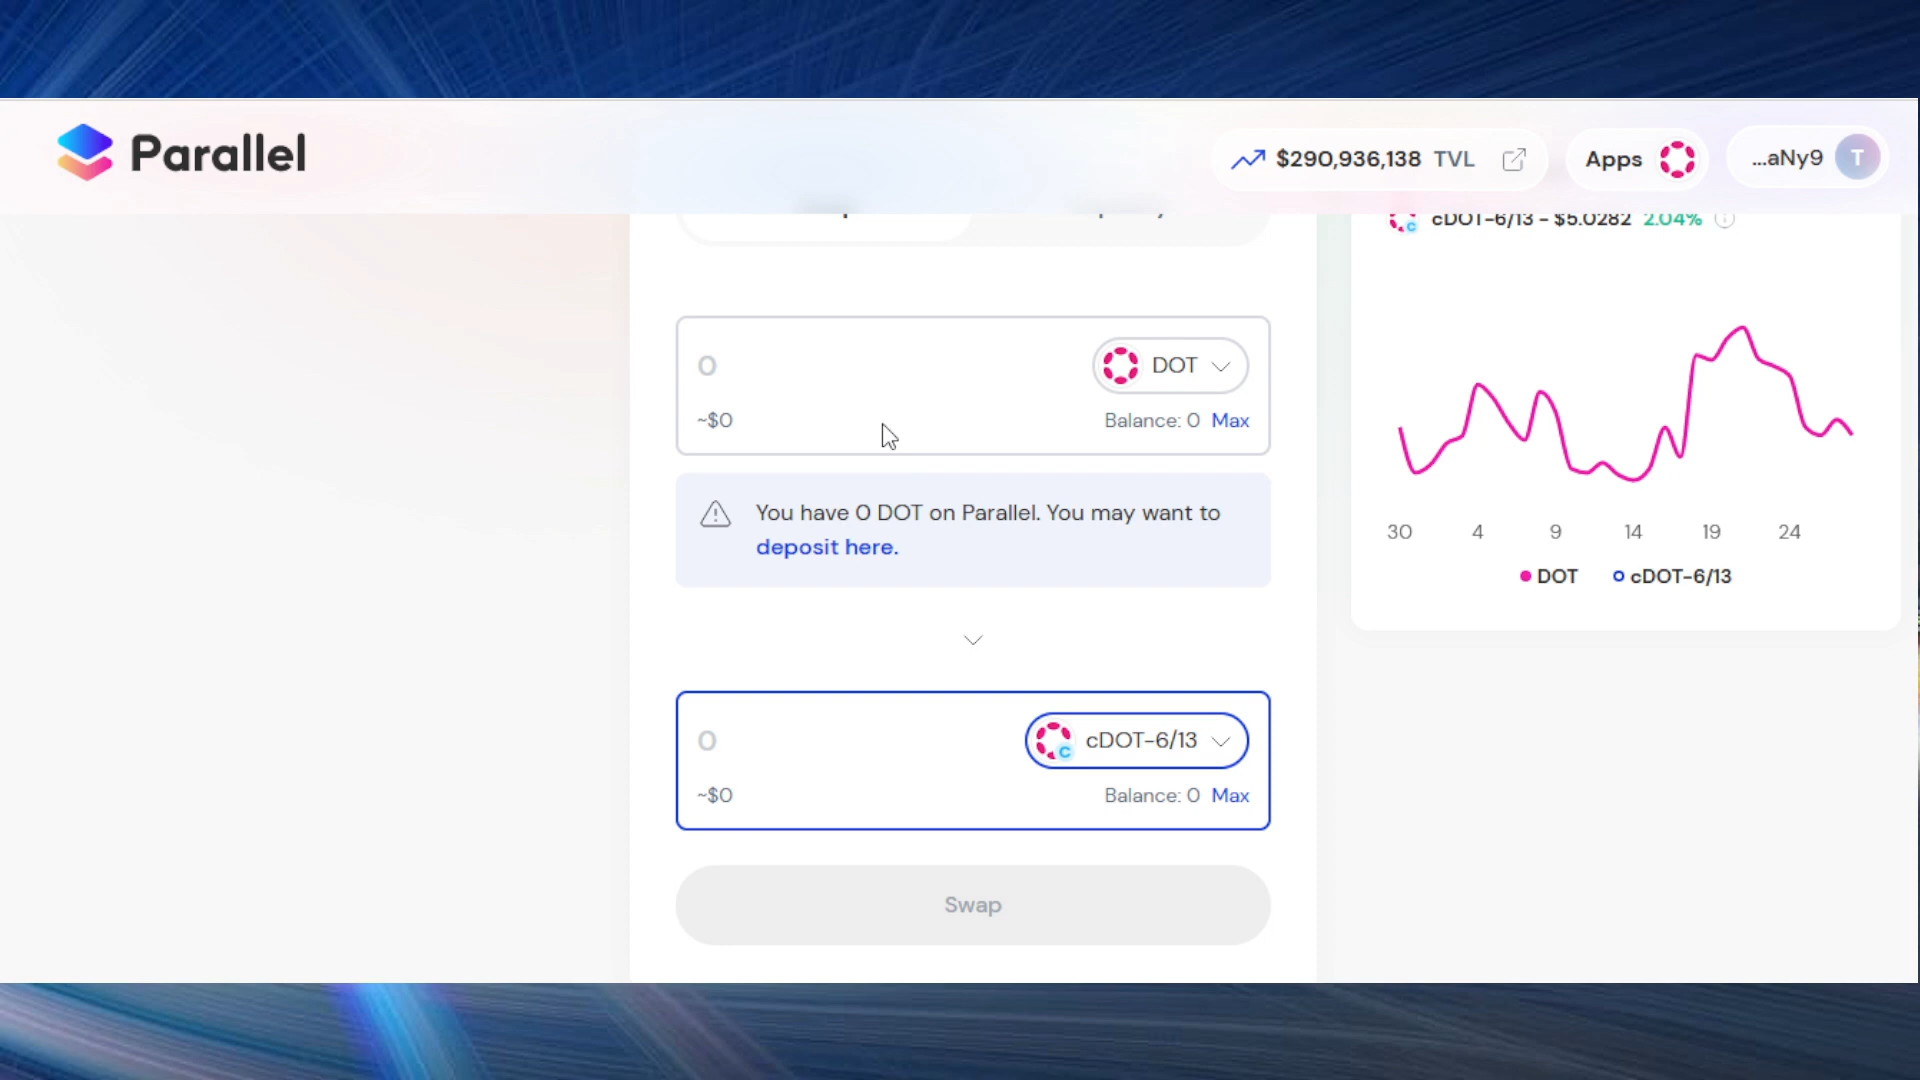 Parallel
$290,936,138 TVL
Apps
...aNy9
T
cDOT-6/13 - $5.0282 2.04%
0
DOT
~$0
Balance: 0 Max
You have 0 DOT on Parallel. You may want to
deposit here.
30 4 9 14 19 24
DOT cDOT-6/13
0
C cDOT-6/13
~$0
Balance: 0 Max
Swap